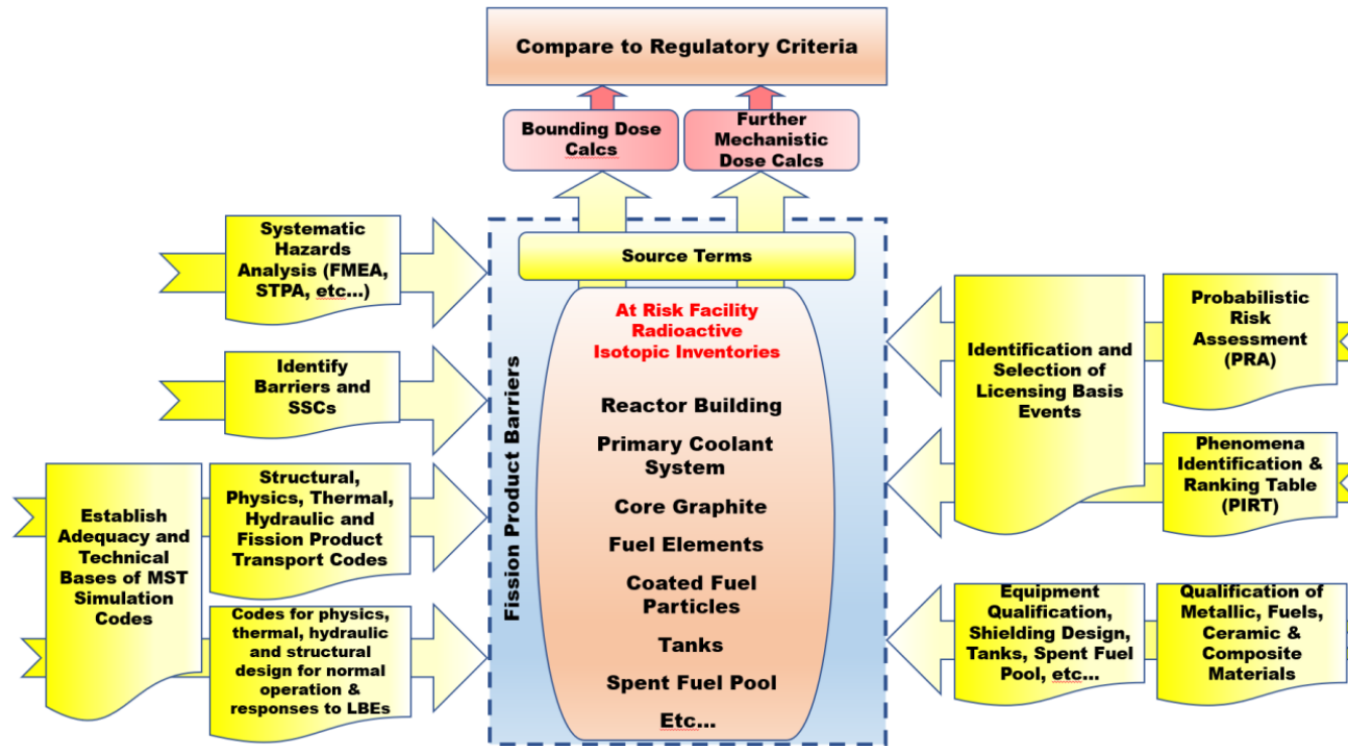 Compare to Regulatory Criteria
Bounding Dose
Calcs
Further
Mechanistic
Dose Calcs
Systematic
Hazards
Analysis (FMEA,
STPA, etc...)
Identify
Barriers and
SSCs
Establish
Adequacy and
Technical
Bases of MST
Simulation
Codes
Structural,
Physics, Thermal,
Hydraulic and
Fission Product
Transport Codes
Codes for physics,
thermal, hydraulic
and structural
design for normal
operation &
responses to LBEs
Fission Product Barriers
Source Terms
At Risk Facility
Radioactive
Isotopic Inventories
Reactor Building
Primary Coolant
System
Core Graphite
Fuel Elements
Coated Fuel
Particles
Tanks
Spent Fuel Pool
Etc...
Identification and
Selection of
Licensing Basis
Events
Probabilistic
Risk
Assessment
(PRA)
Phenomena
Identification &
Ranking Table
(PIRT)
Equipment
Qualification,
Shielding Design,
Tanks, Spent Fuel
Pool, etc...
Qualification of
Metallic, Fuels,
Ceramic &
Composite
Materials